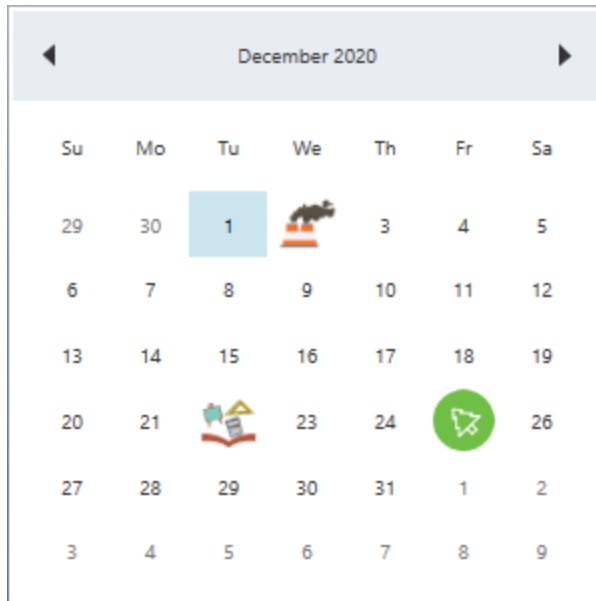 December 2020
Su Mo Tu We Th Fr Sa
29 30 1 3 4 5
6 7 8 9 10 11 12
13 14 15 16 17 18 19
20 21 23 24 26
27 28 29 30 31 1 2
3 4 5 6 7 8 9